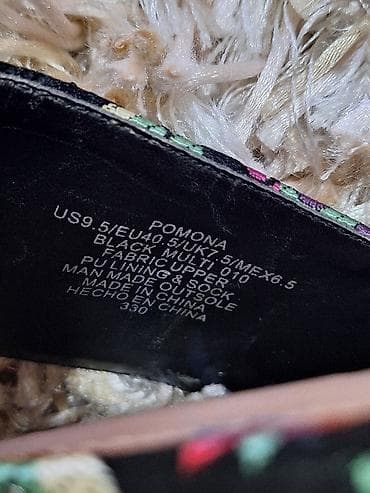 POMONA
US9.5/EU40.5/UK7.5/MEX6.5
BLACK MULTI 010
FABRIC UPPER
PU LINING & SOCK
MAN MADE OUTSOLE
MADE IN CHINA
HECHO EN CHINA
330